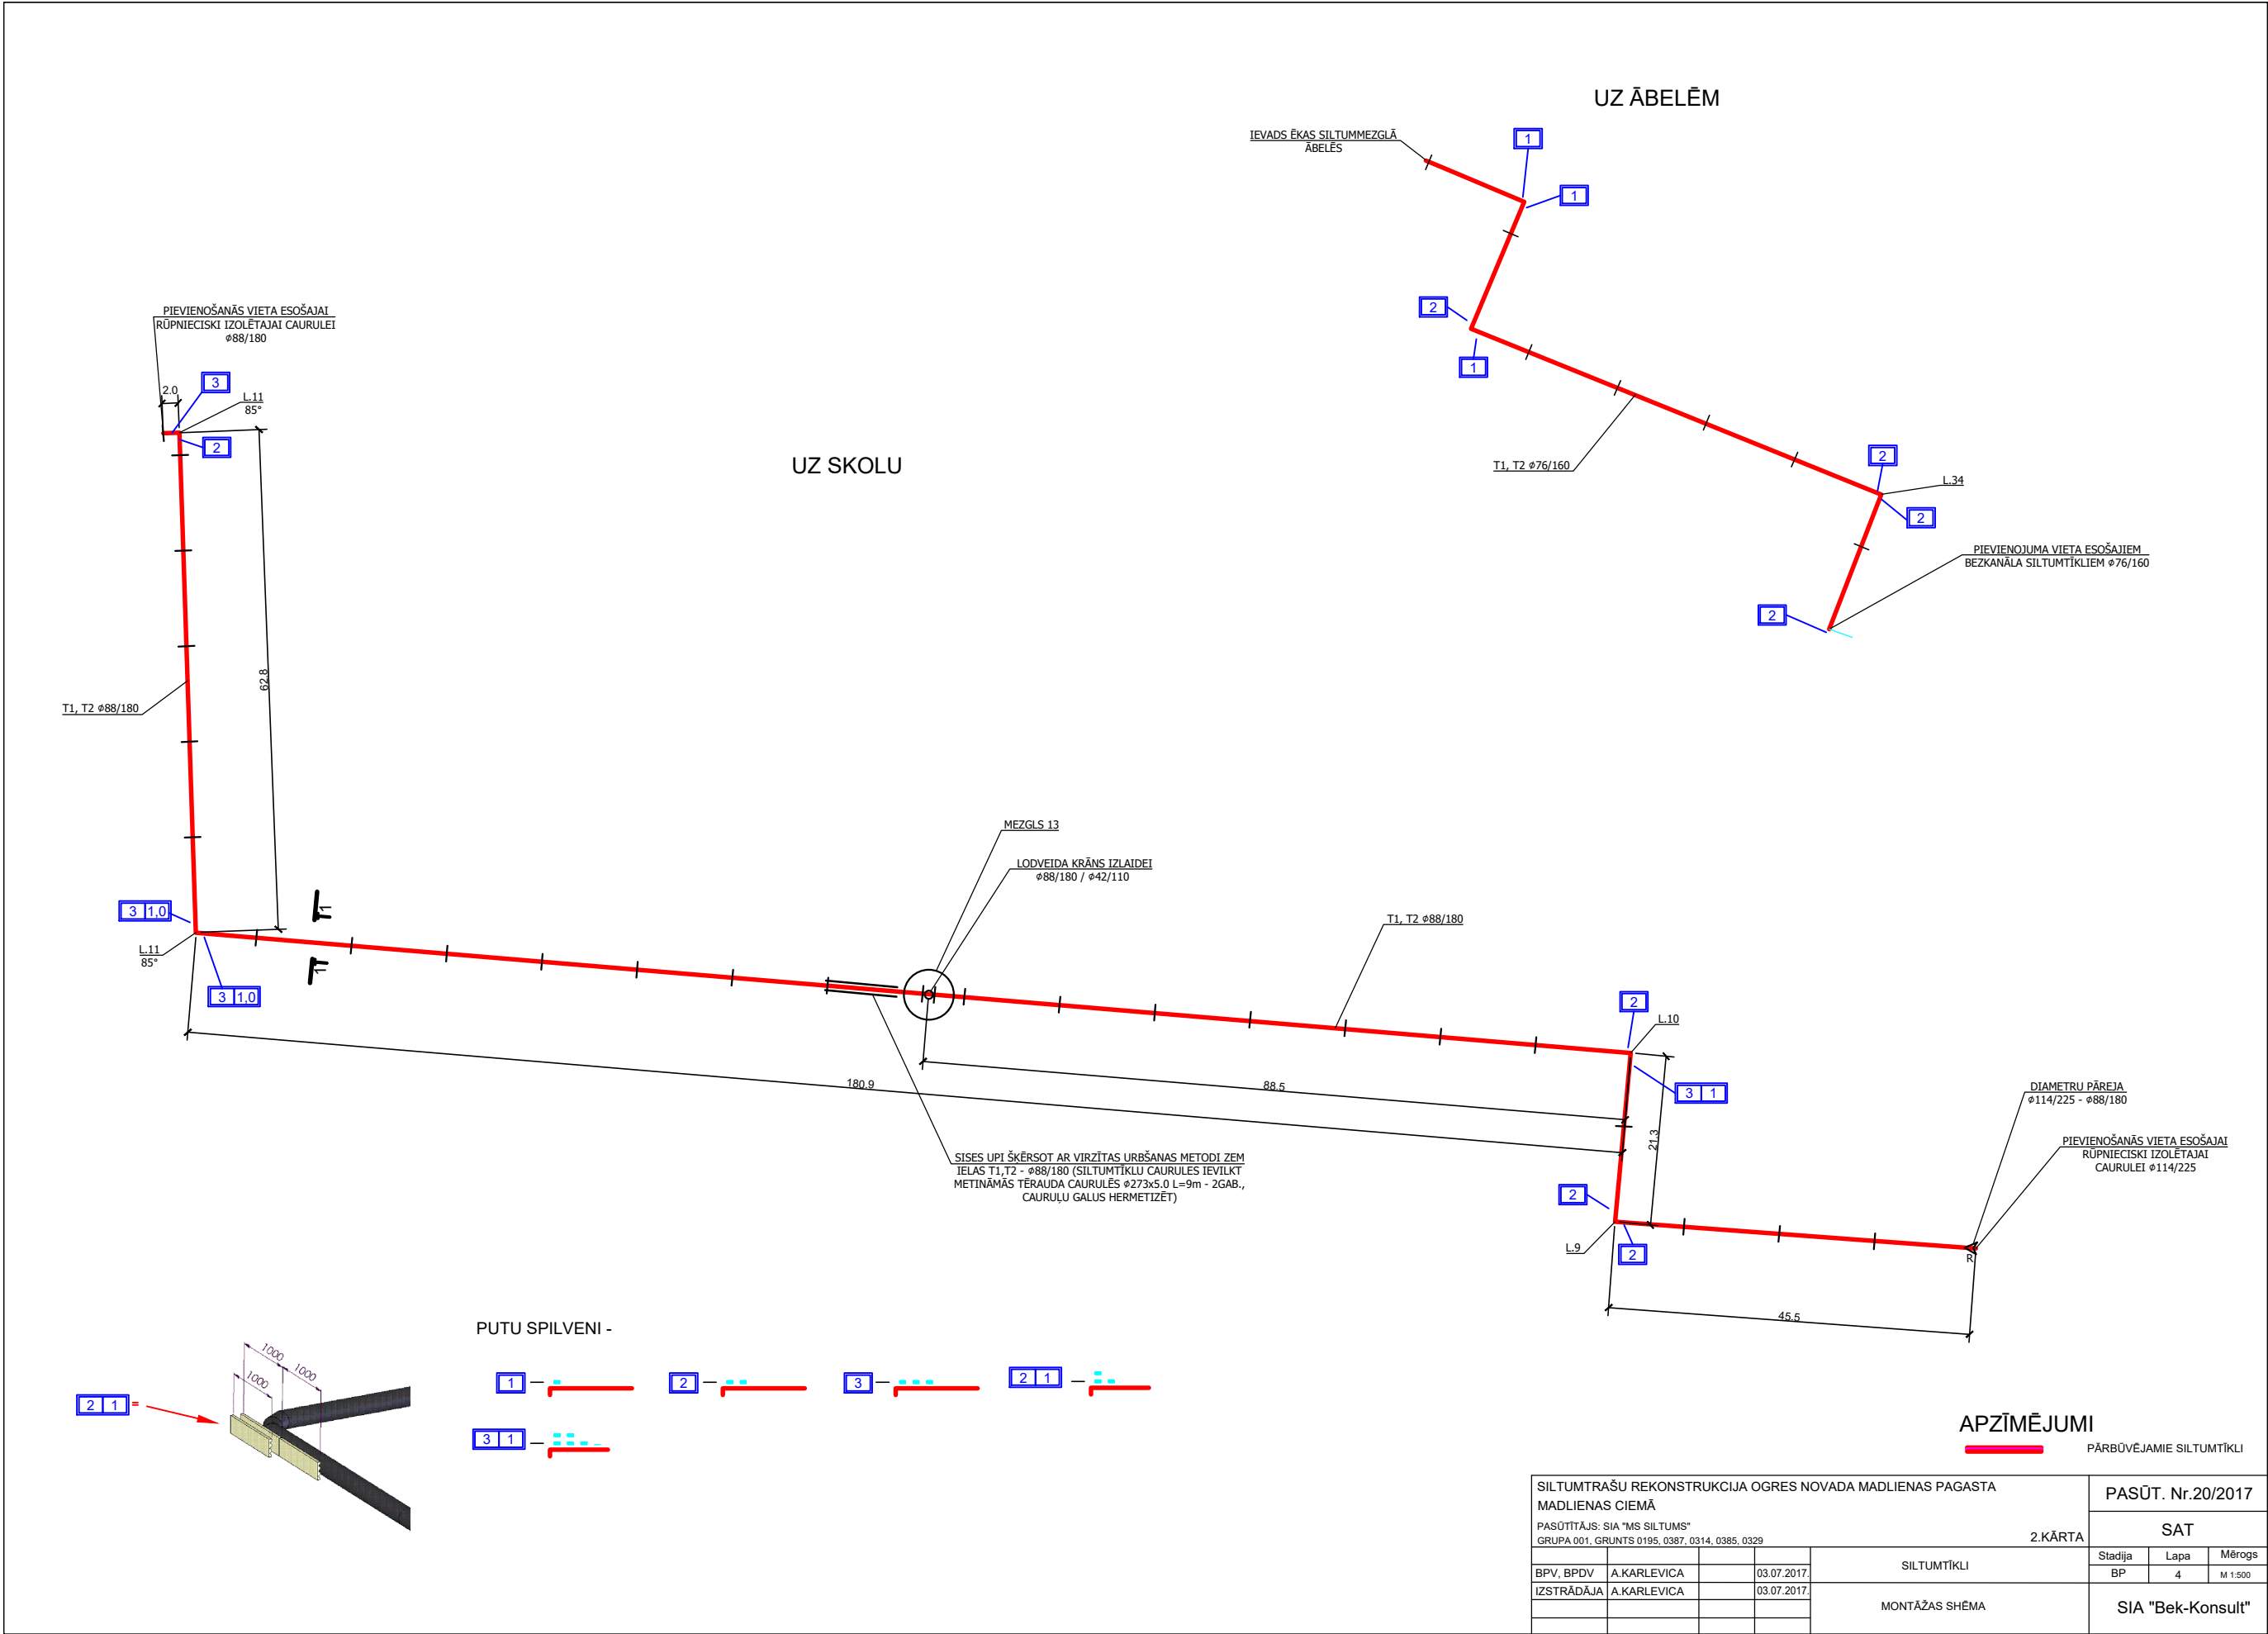 UZ ĀBELĒM
IEVADS ĒKAS SILTUMMEZGLĀ
ĀBELĒS
1
1
2
1
T1, T2 ⌀76/160
2
L.34
2
PIEVIENOJUMA VIETA ESOŠAJIEM
BEZKANĀLA SILTUMTĪKLIEM ⌀76/160
2
UZ SKOLU
PIEVIENOŠANĀS VIETA ESOŠAJAI
RŪPNIECISKI IZOLĒTAJAI CAURULEI
⌀88/180
2.0
3
L.11
85°
2
62.8
T1, T2 ⌀88/180
3 1,0
L.11
85°
3 1,0
1
1
MEZGLS 13
LODVEIDA KRĀNS IZLAIDEI
⌀88/180 / ⌀42/110
T1, T2 ⌀88/180
180.9
88.5
SISES UPI ŠĶĒRSOT AR VIRZĪTAS URBŠANAS METODI ZEM
IELAS T1,T2 - ⌀88/180 (SILTUMTĪKLU CAURULES IEVILKT
METINĀMĀS TĒRAUDA CAURULĒS ⌀273x5.0 L=9m - 2GAB.,
CAURUĻU GALUS HERMETIZĒT)
2
L.10
3 1
21.3
2
L.9
2
DIAMETRU PĀREJA
⌀114/225 - ⌀88/180
PIEVIENOŠANĀS VIETA ESOŠAJAI
RŪPNIECISKI IZOLĒTAJAI
CAURULEI ⌀114/225
R
45.5
PUTU SPILVENI -
1 —
2 —
3 —
2 1 —
3 1 —
2 1 =
1000
1000
1000
APZĪMĒJUMI
PĀRBŪVĒJAMIE SILTUMTĪKLI
SILTUMTRAŠU REKONSTRUKCIJA OGRES NOVADA MADLIENAS PAGASTA
MADLIENAS CIEMĀ
PASŪTĪTĀJS: SIA "MS SILTUMS"
GRUPA 001, GRUNTS 0195, 0387, 0314, 0385, 0329
2.KĀRTA
PASŪT. Nr.20/2017
SAT
Stadija Lapa Mērogs
BP 4 M 1:500
BPV, BPDV A.KARLEVICA 03.07.2017.
IZSTRĀDĀJA A.KARLEVICA 03.07.2017.
SILTUMTĪKLI
MONTĀŽAS SHĒMA
SIA "Bek-Konsult"